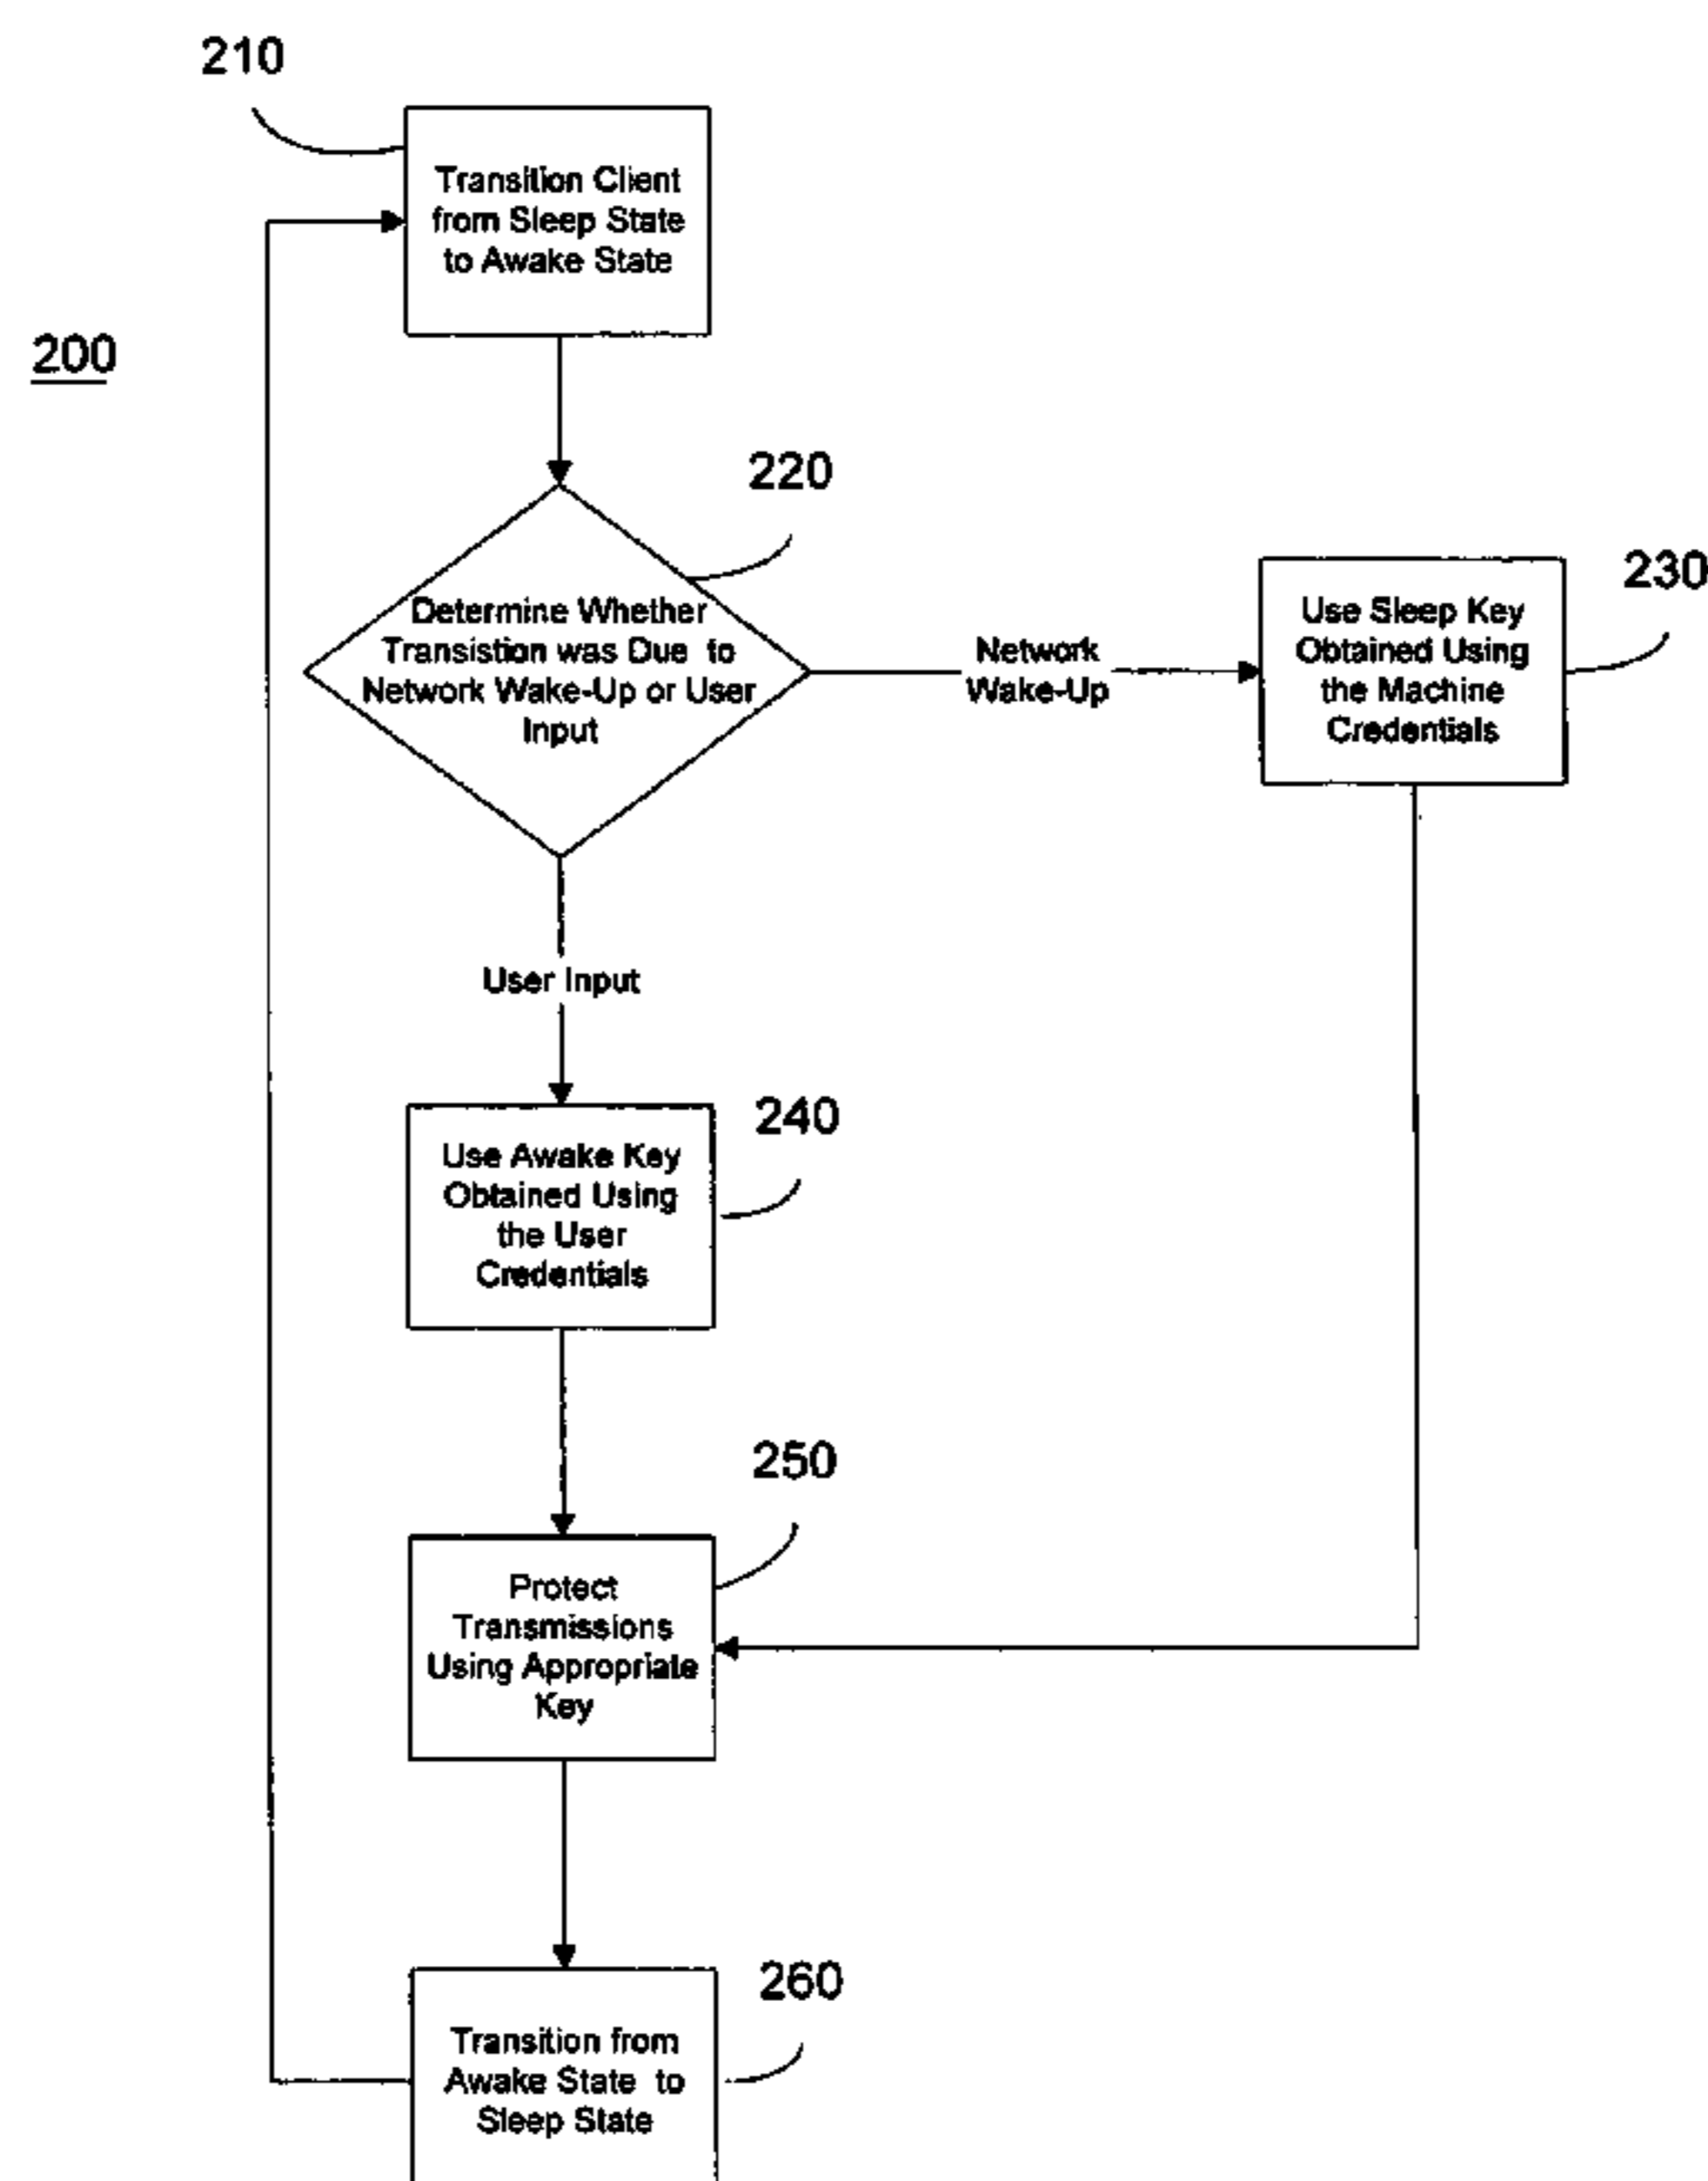 210
Transition Client
from Sleep State
to Awake State
200
220
Determine Whether
Transistion was Due to
Network Wake-Up or User
Input
Network
Wake-Up
230
Use Sleep Key
Obtained Using
the Machine
Credentials
User Input
240
Use Awake Key
Obtained Using
the User
Credentials
250
Protect
Transmissions
Using Appropriate
Key
260
Transition from
Awake State to
Sleep State